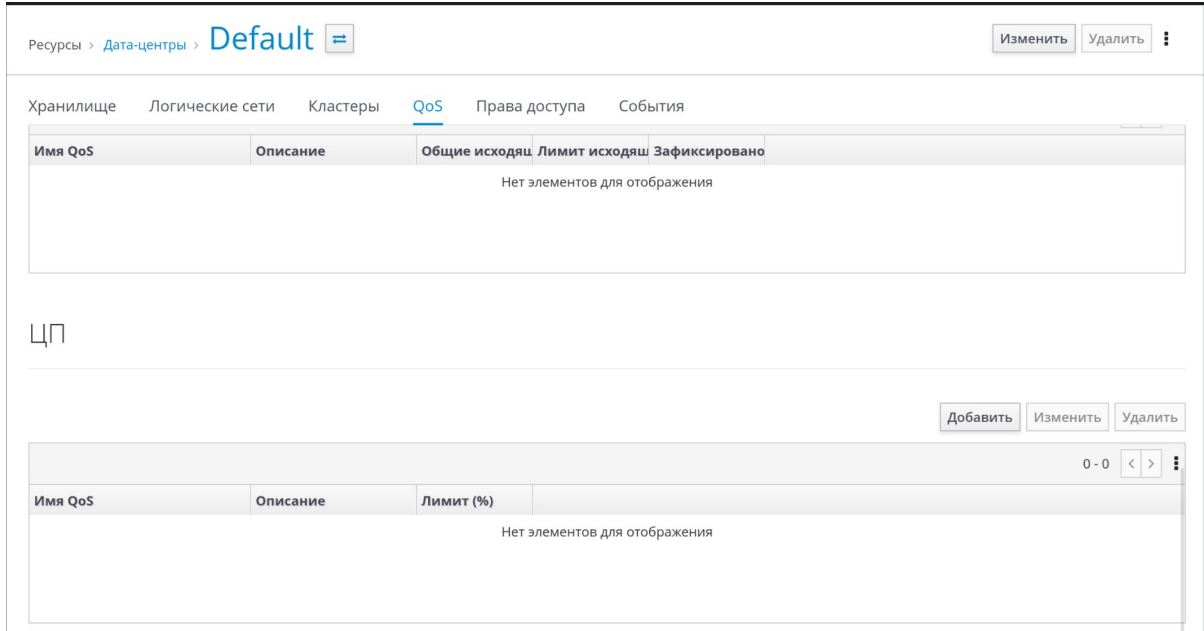 Ресурсы > Дата-центры > Default
Изменить Удалить
Хранилище Логические сети Кластеры QoS Права доступа События
Имя QoS Описание Общие исходящ Лимит исходящ Зафиксировано
Нет элементов для отображения
ЦП
Добавить Изменить Удалить
0 - 0 < >
Имя QoS Описание Лимит (%)
Нет элементов для отображения